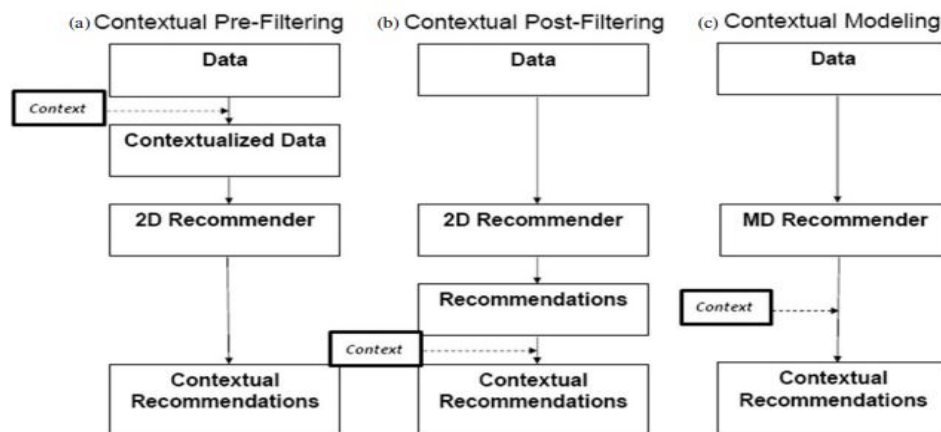 (a) Contextual Pre-Filtering
Data
Context
Contextualized Data
2D Recommender
Contextual
Recommendations
(b) Contextual Post-Filtering
Data
2D Recommender
Recommendations
Context
Contextual
Recommendations
(c) Contextual Modeling
Data
MD Recommender
Context
Contextual
Recommendations